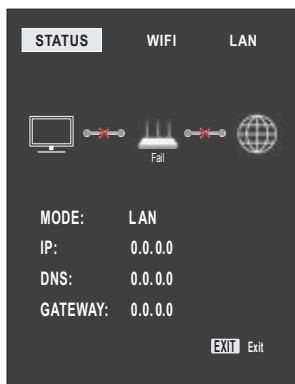 STATUS WIFI LAN
Fail
MODE: LAN
IP: 0.0.0.0
DNS: 0.0.0.0
GATEWAY: 0.0.0.0
EXIT Exit